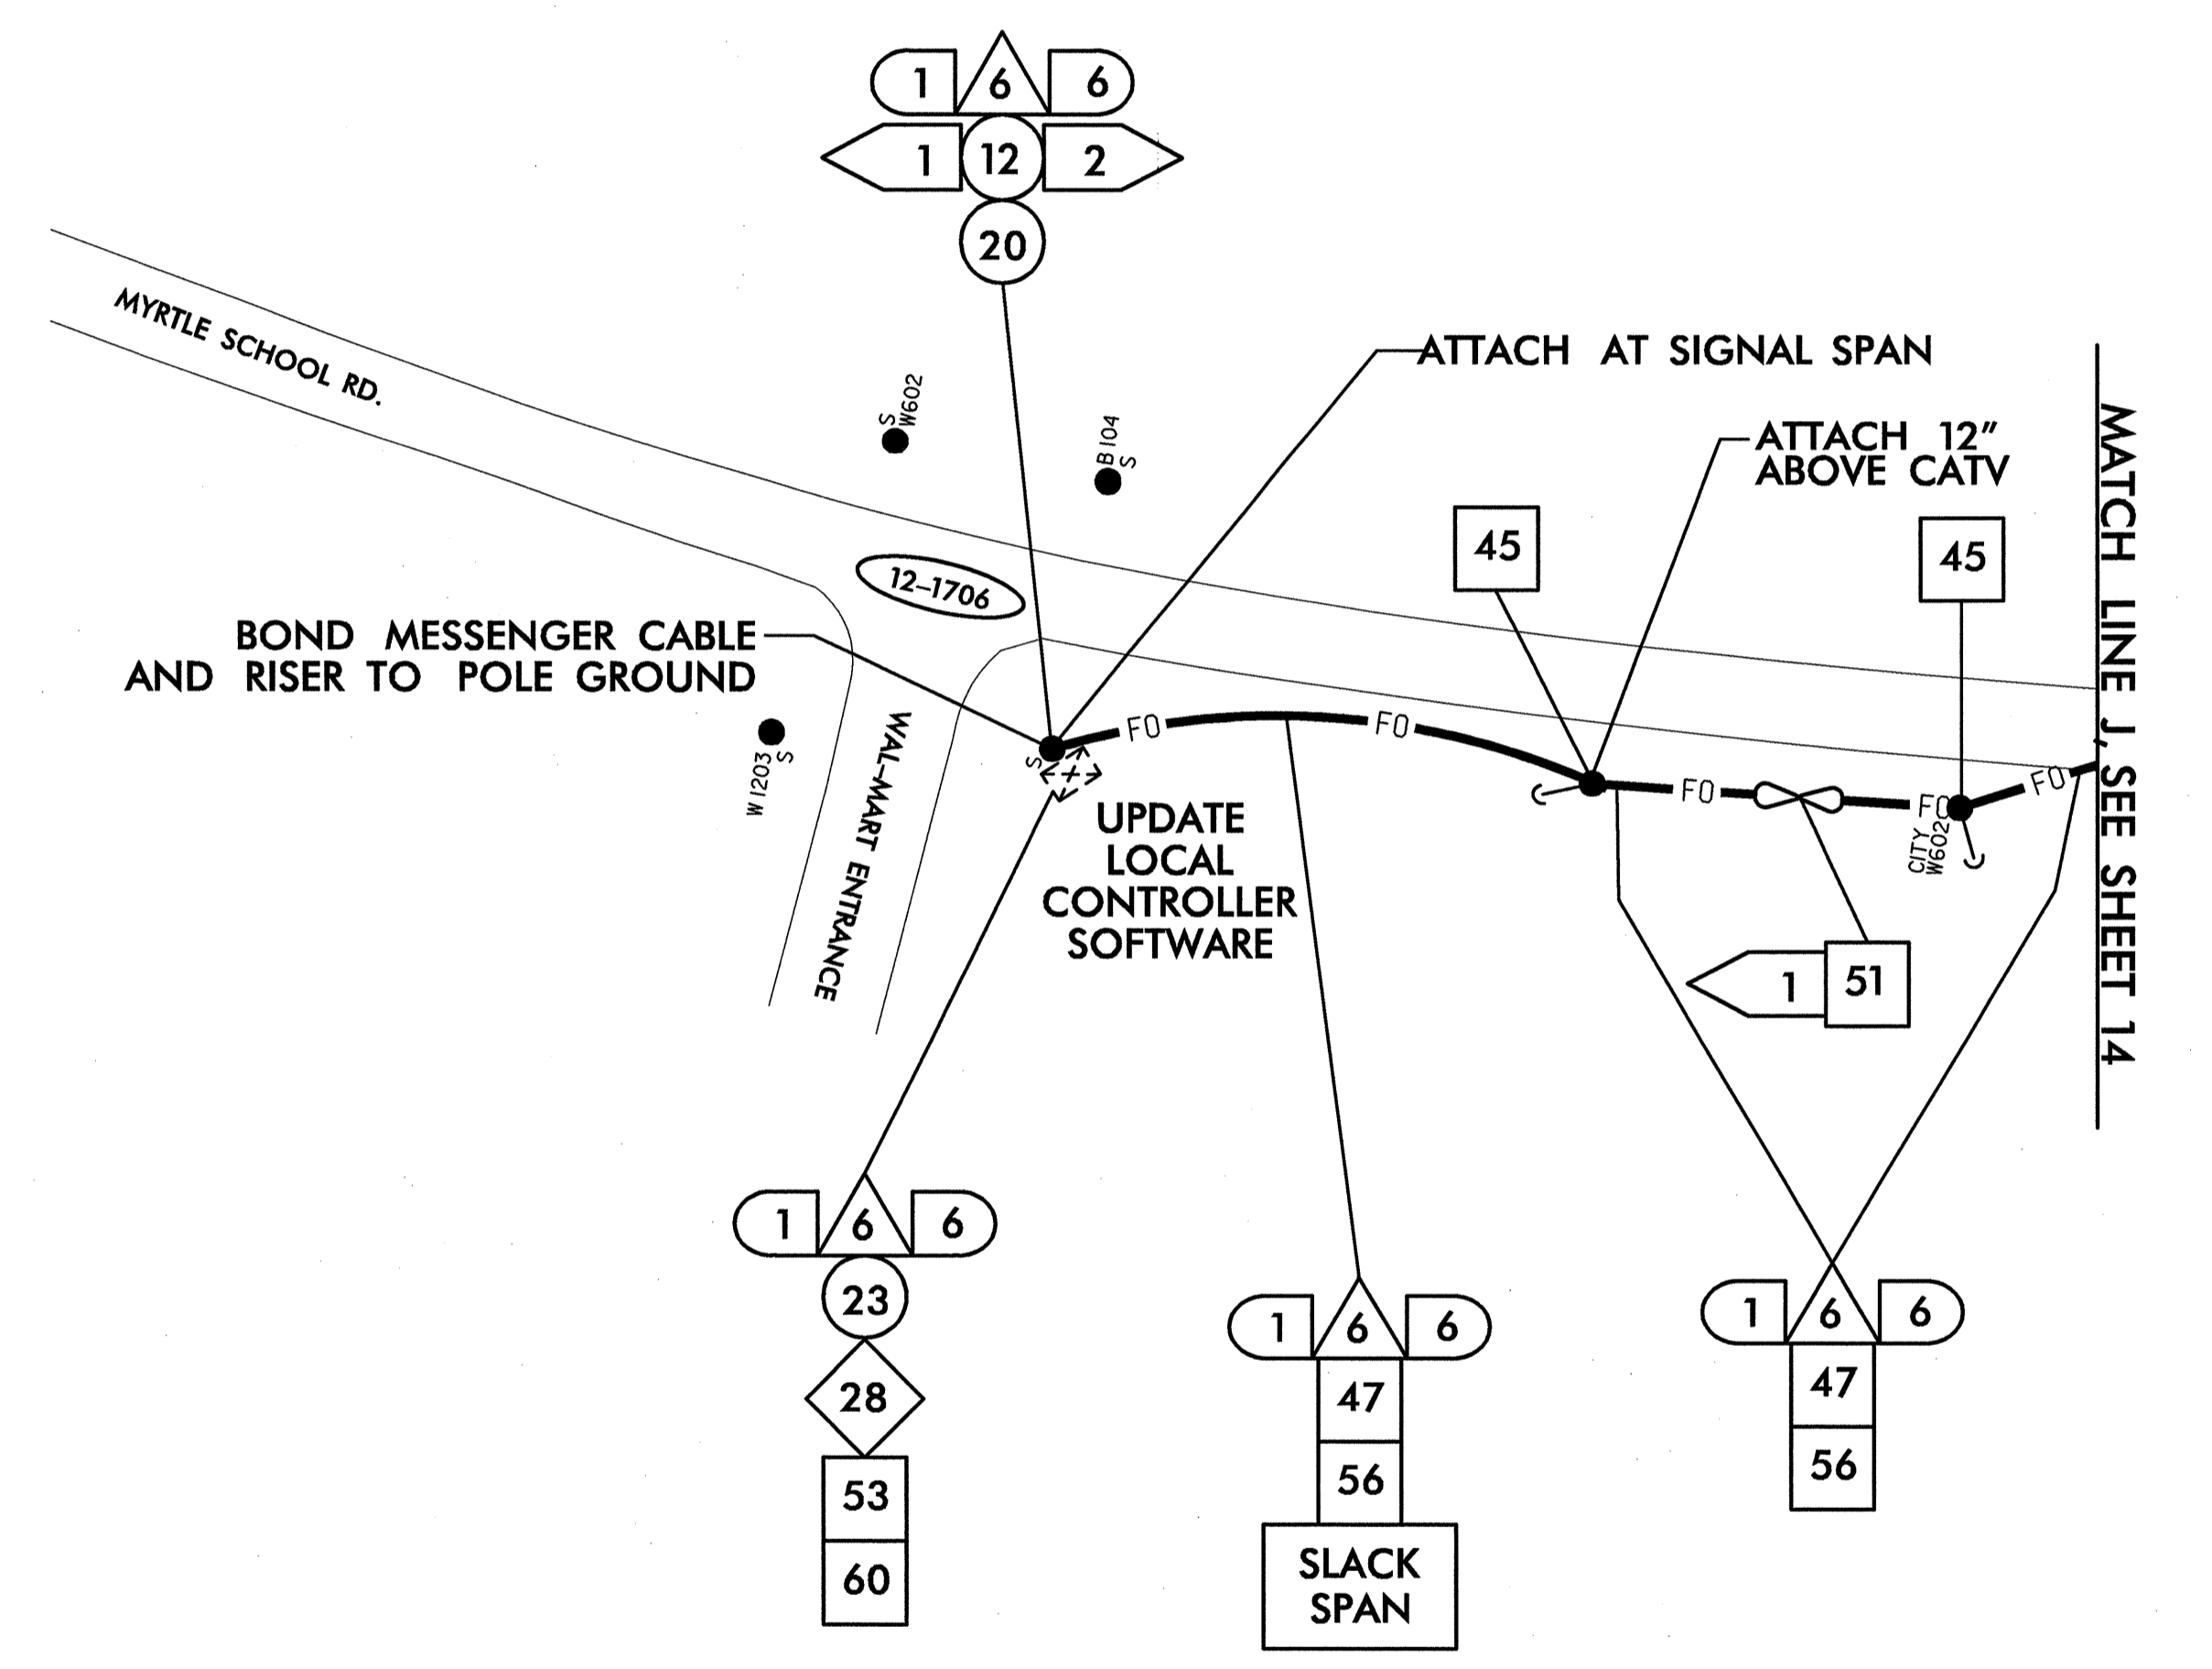 1 6 6
1 12 2
20
MYRTLE SCHOOL RD.
S
W602
B104
S
ATTACH AT SIGNAL SPAN
ATTACH 12"
ABOVE CATV
45
45
12-1706
BOND MESSENGER CABLE
AND RISER TO POLE GROUND
W1203
S
WAL-MART ENTRANCE
S
FO
FO
FO
FO
FO
CITY
W602C
UPDATE
LOCAL
CONTROLLER
SOFTWARE
1 51
MATCH LINE J, SEE SHEET 14
1 6 6
23
28
53
60
1 6 6
47
56
SLACK
SPAN
1 6 6
47
56